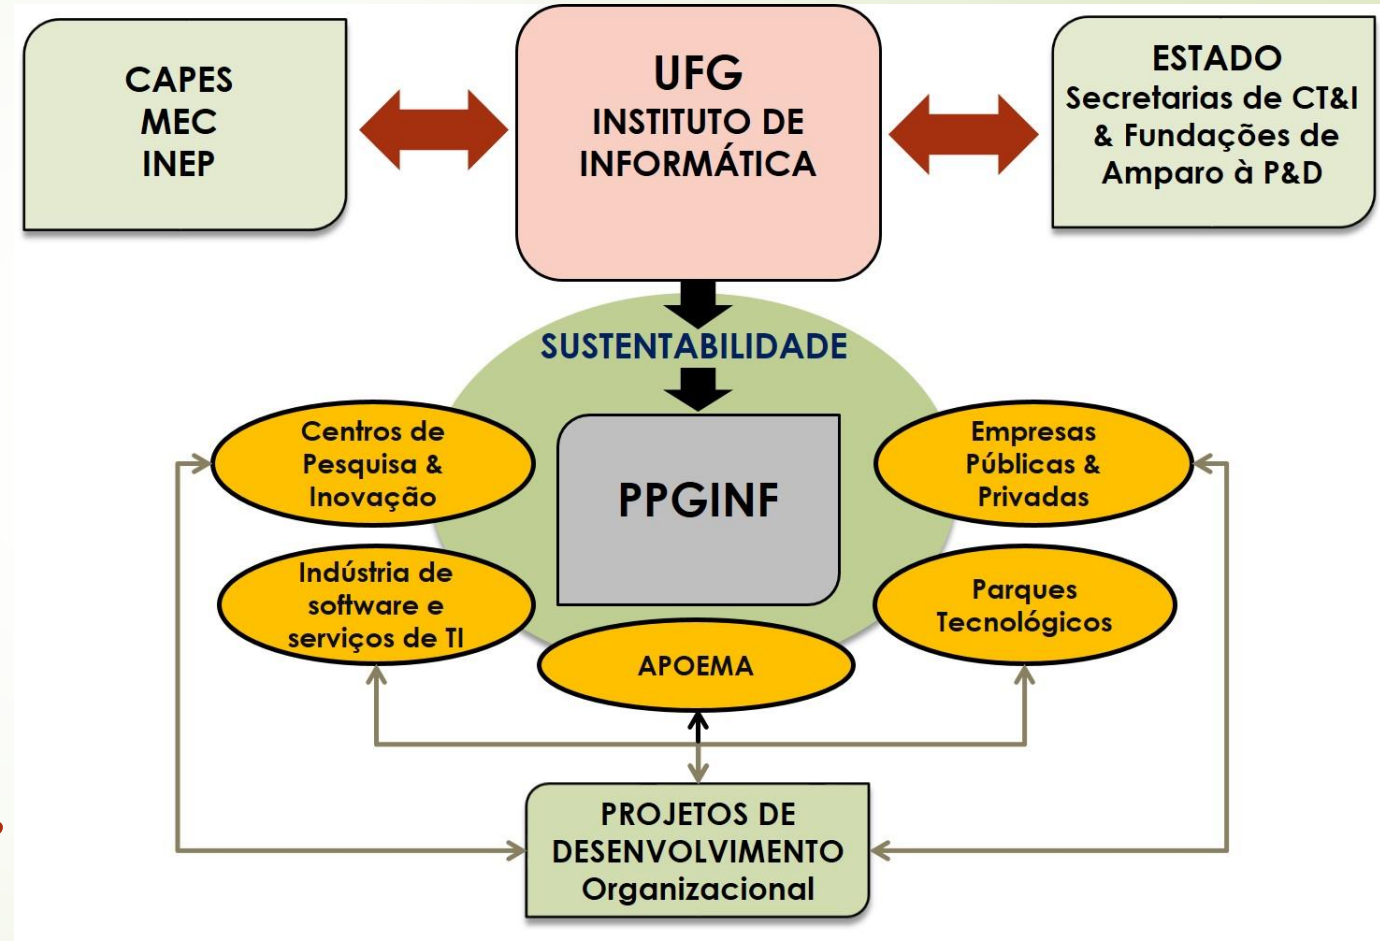 CAPES
MEC
INEP
UFG
INSTITUTO DE
INFORMÁTICA
ESTADO
Secretarias de CT&I
& Fundações de
Amparo à P&D
SUSTENTABILIDADE
Centros de
Pesquisa &
Inovação
PPGINF
Empresas
Públicas &
Privadas
Indústria de
software e
serviços de TI
Parques
Tecnológicos
APOEMA
PROJETOS DE
DESENVOLVIMENTO
Organizacional